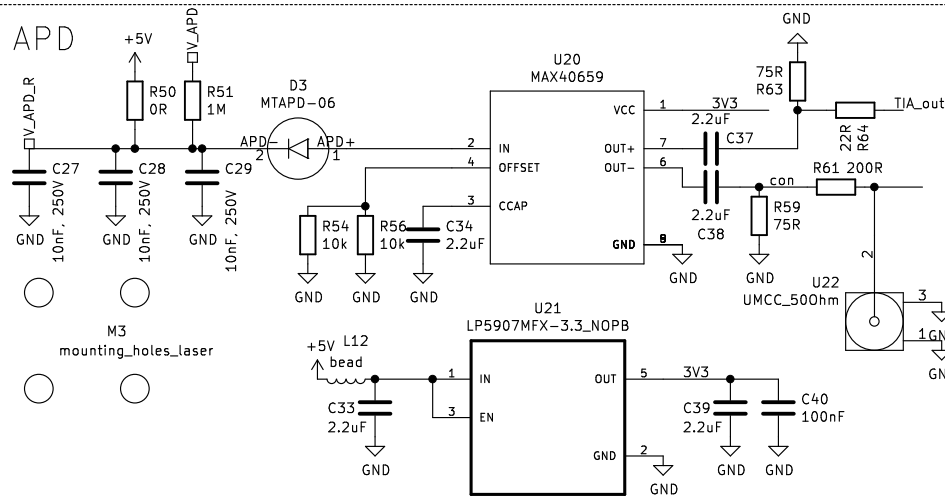 APD
+5V
V_APD
V_APD_R
R50
0R
R51
1M
D3
MTAPD-06
APD-
2
APD+
1
C27
10nF, 250V
GND
C28
10nF, 250V
GND
C29
10nF, 250V
GND
U20
MAX40659
VCC
1
3V3
2
IN
4
OFFSET
3
CCAP
OUT+
7
OUT-
6
GND
GND
2.2uF
C37
2.2uF
C38
GND
75R
R63
22R
R64
TIA_out
con
R61 200R
R59
75R
GND
R54
10k
GND
R56
10k
GND
C34
2.2uF
GND
2
U22
UMCC_50Ohm
3
GN
1
GN
M3
mounting_holes_laser
U21
LP5907MFX-3.3_NOPB
+5V
L12
bead
1
IN
3
EN
OUT
5
3V3
GND
2
GND
C33
2.2uF
GND
C39
2.2uF
GND
C40
100nF
GND